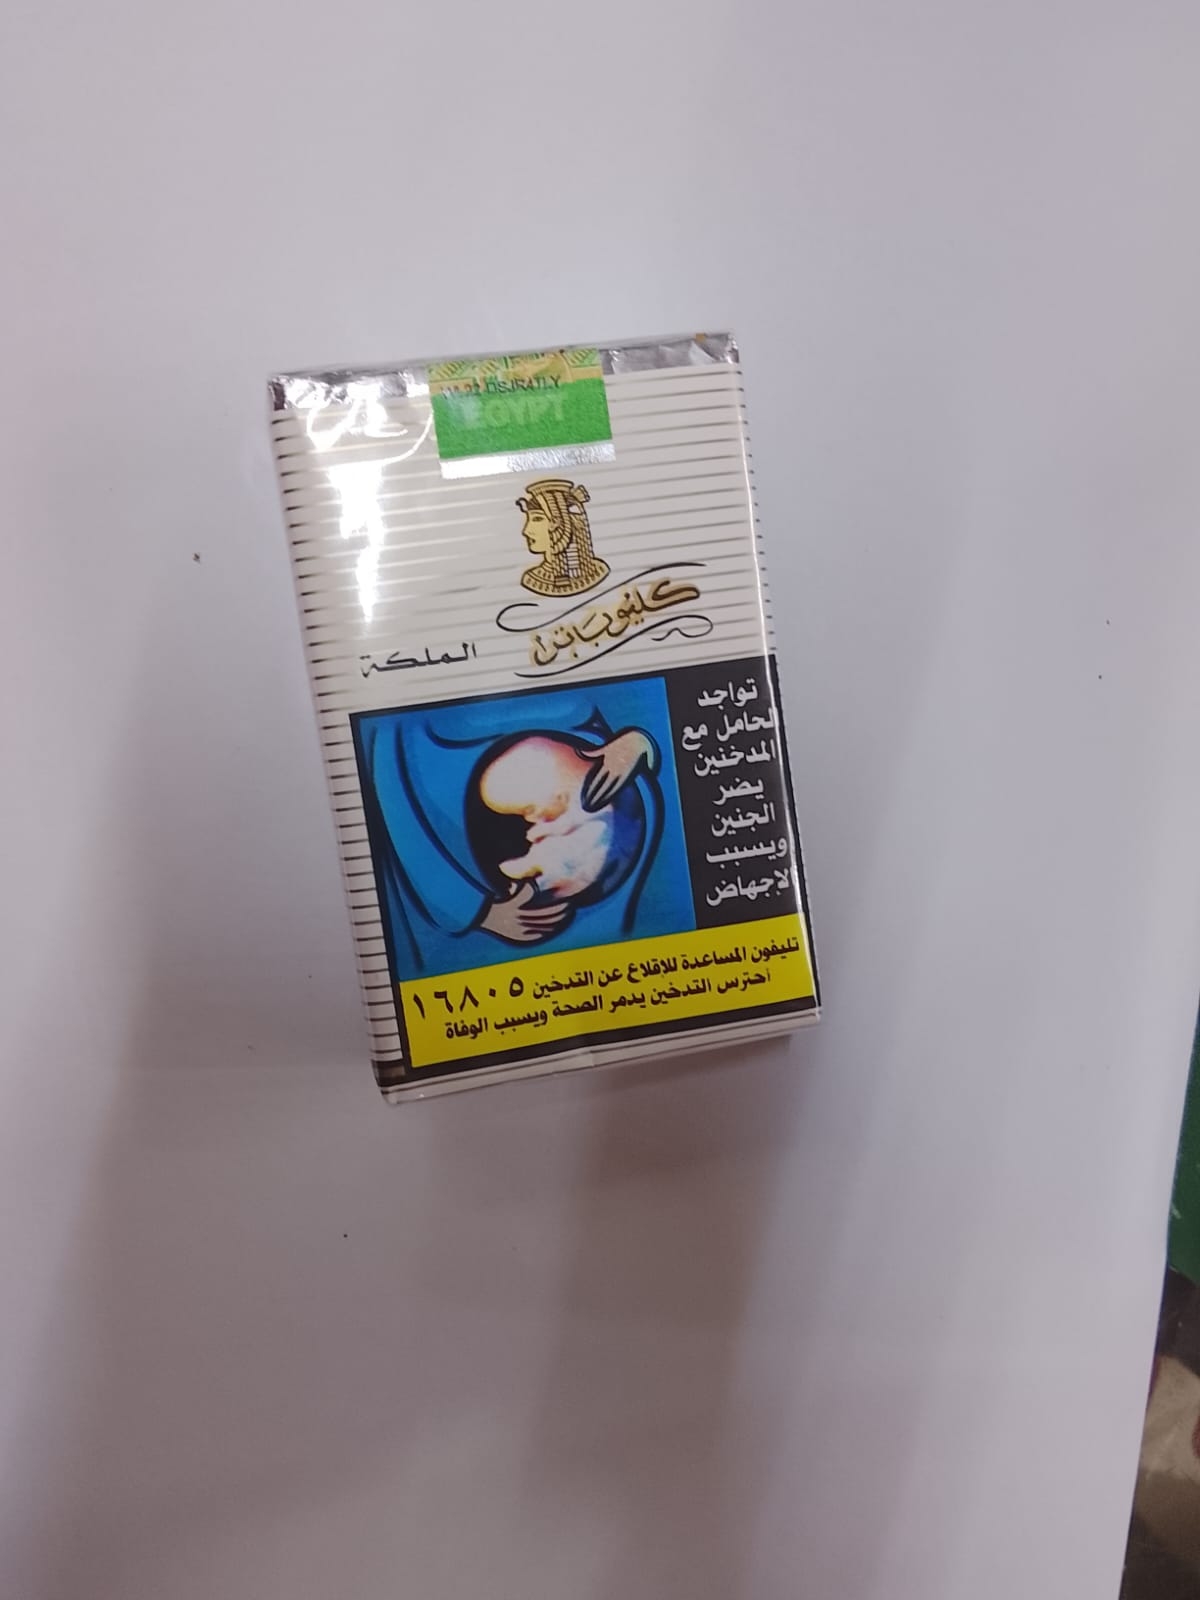 EGYPT
كليوباترا
الملكة
تواجد
الحامل مع
المدخنين
يضر
الجنين
ويسبب
الإجهاض
تليفون المساعدة للإقلاع عن التدخين ١٦٨٠٥
أحترس التدخين يدمر الصحة ويسبب الوفاة